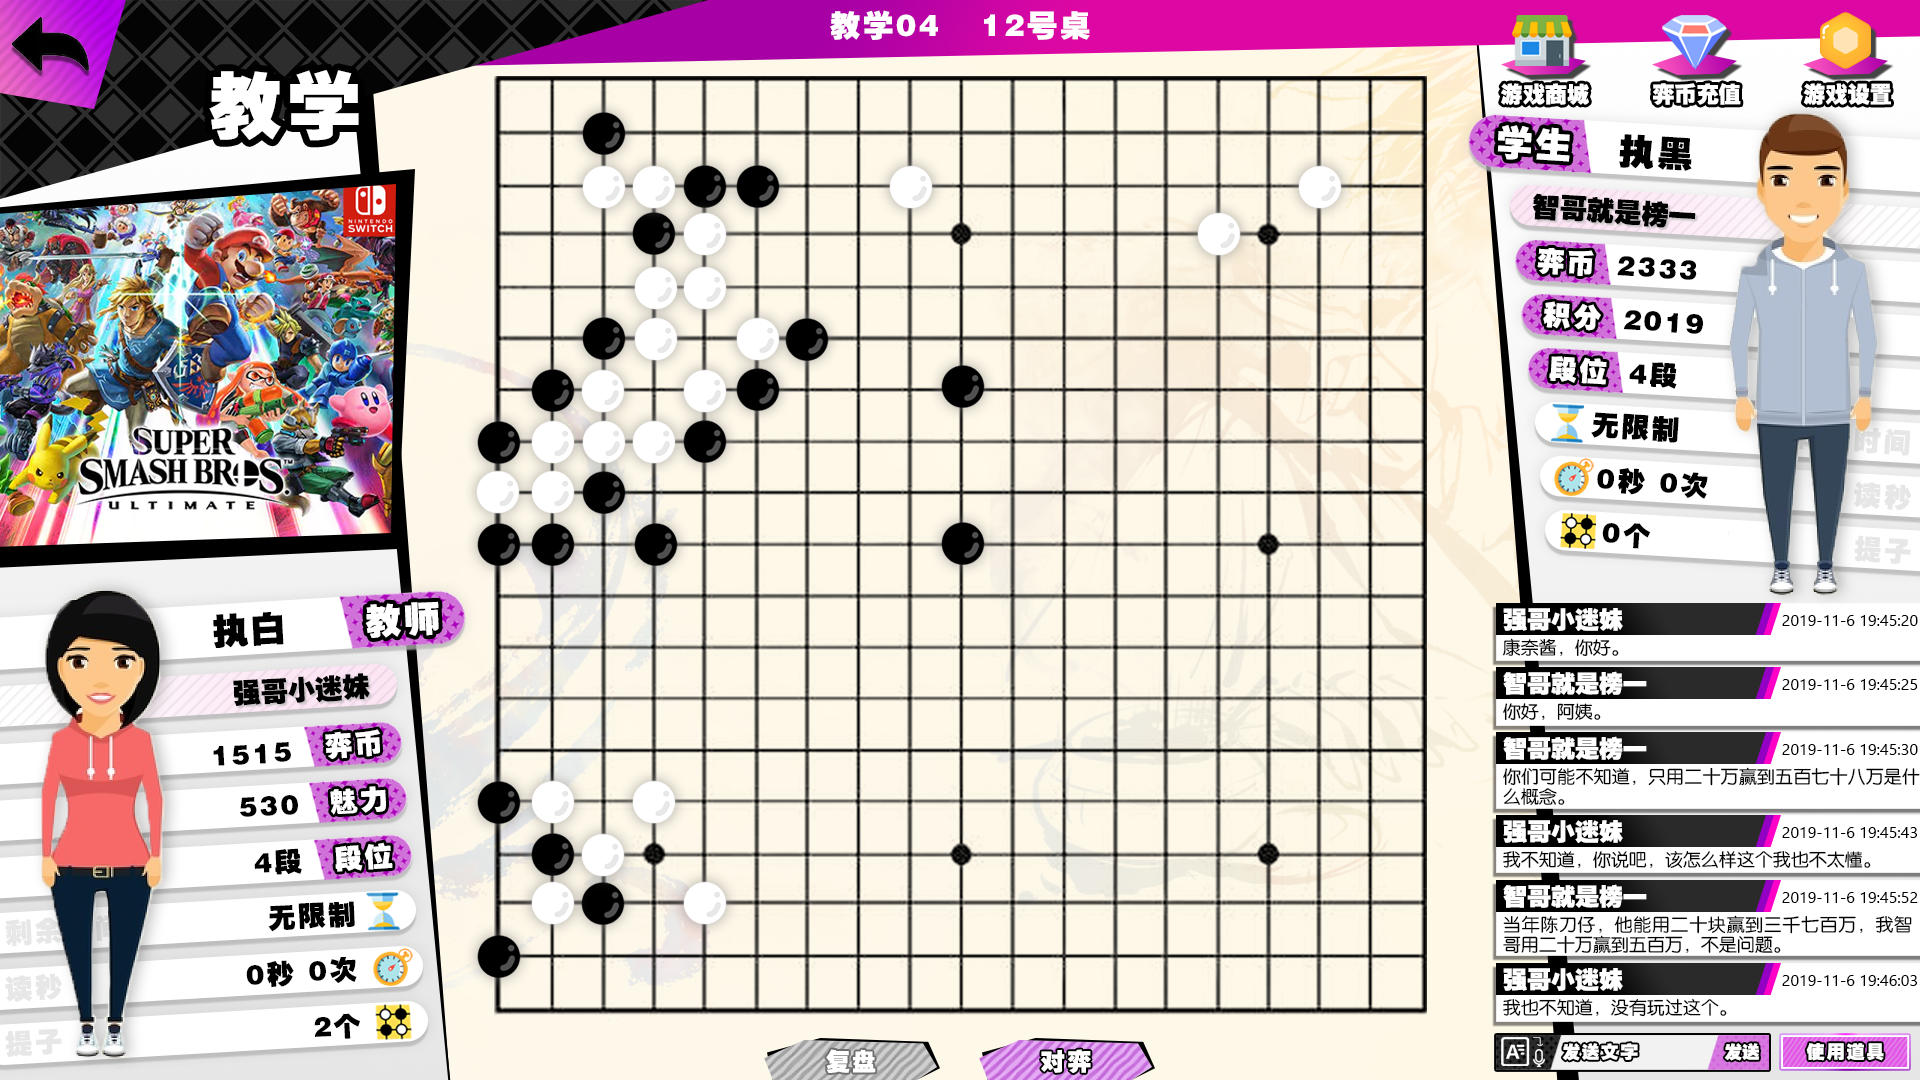 教学04 12号桌
教学
游戏商城
弈币充值
游戏设置
NINTENDO
SWITCH
SUPER
SMASH BROS.™
ULTIMATE
执白
教师
强哥小迷妹
1515 弈币
530 魅力
4段 段位
剩余 间
无限制
读秒
0秒 0次
提子
2个
学生 执黑
智哥就是榜一
弈币 2333
积分 2019
段位 4段
无限制
时间
0秒 0次
读秒
0个
提子
强哥小迷妹 2019-11-6 19:45:20
康奈酱，你好。
智哥就是榜一 2019-11-6 19:45:25
你好，阿姨。
智哥就是榜一 2019-11-6 19:45:30
你们可能不知道，只用二十万赢到五百七十八万是什
么概念。
强哥小迷妹 2019-11-6 19:45:43
我不知道，你说吧，该怎么样这个我也不太懂。
智哥就是榜一 2019-11-6 19:45:52
当年陈刀仔，他能用二十块赢到三千七百万，我智
哥用二十万赢到五百万，不是问题。
强哥小迷妹 2019-11-6 19:46:03
我也不知道，没有玩过这个。
A 发送文字 发送 使用道具
复盘 对弈